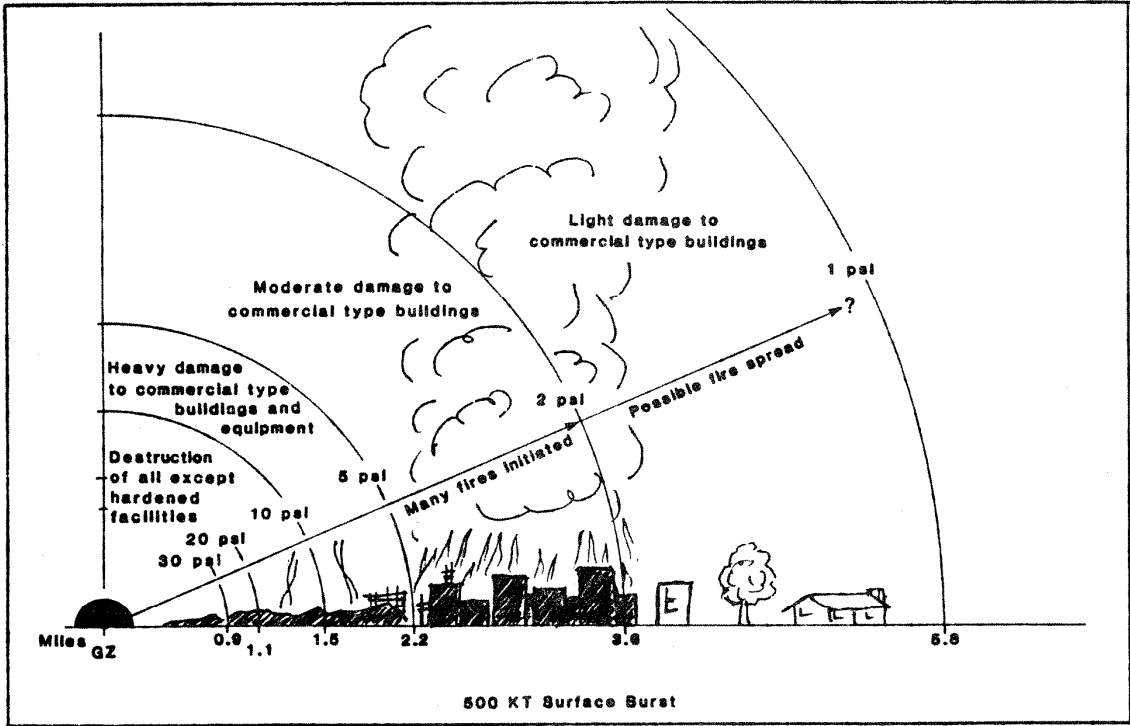 Light damage to
commercial type buildings
1 psi
?
Moderate damage to
commercial type buildings
Possible fire spread
Heavy damage
to commercial type
buildings and
equipment
2 psi
Many fires initiated
Destruction
of all except
hardened
facilities
5 psi
10 psi
20 psi
30 psi
Miles
GZ
0.9
1.1
1.5
2.2
3.6
5.8
500 KT Surface Burst